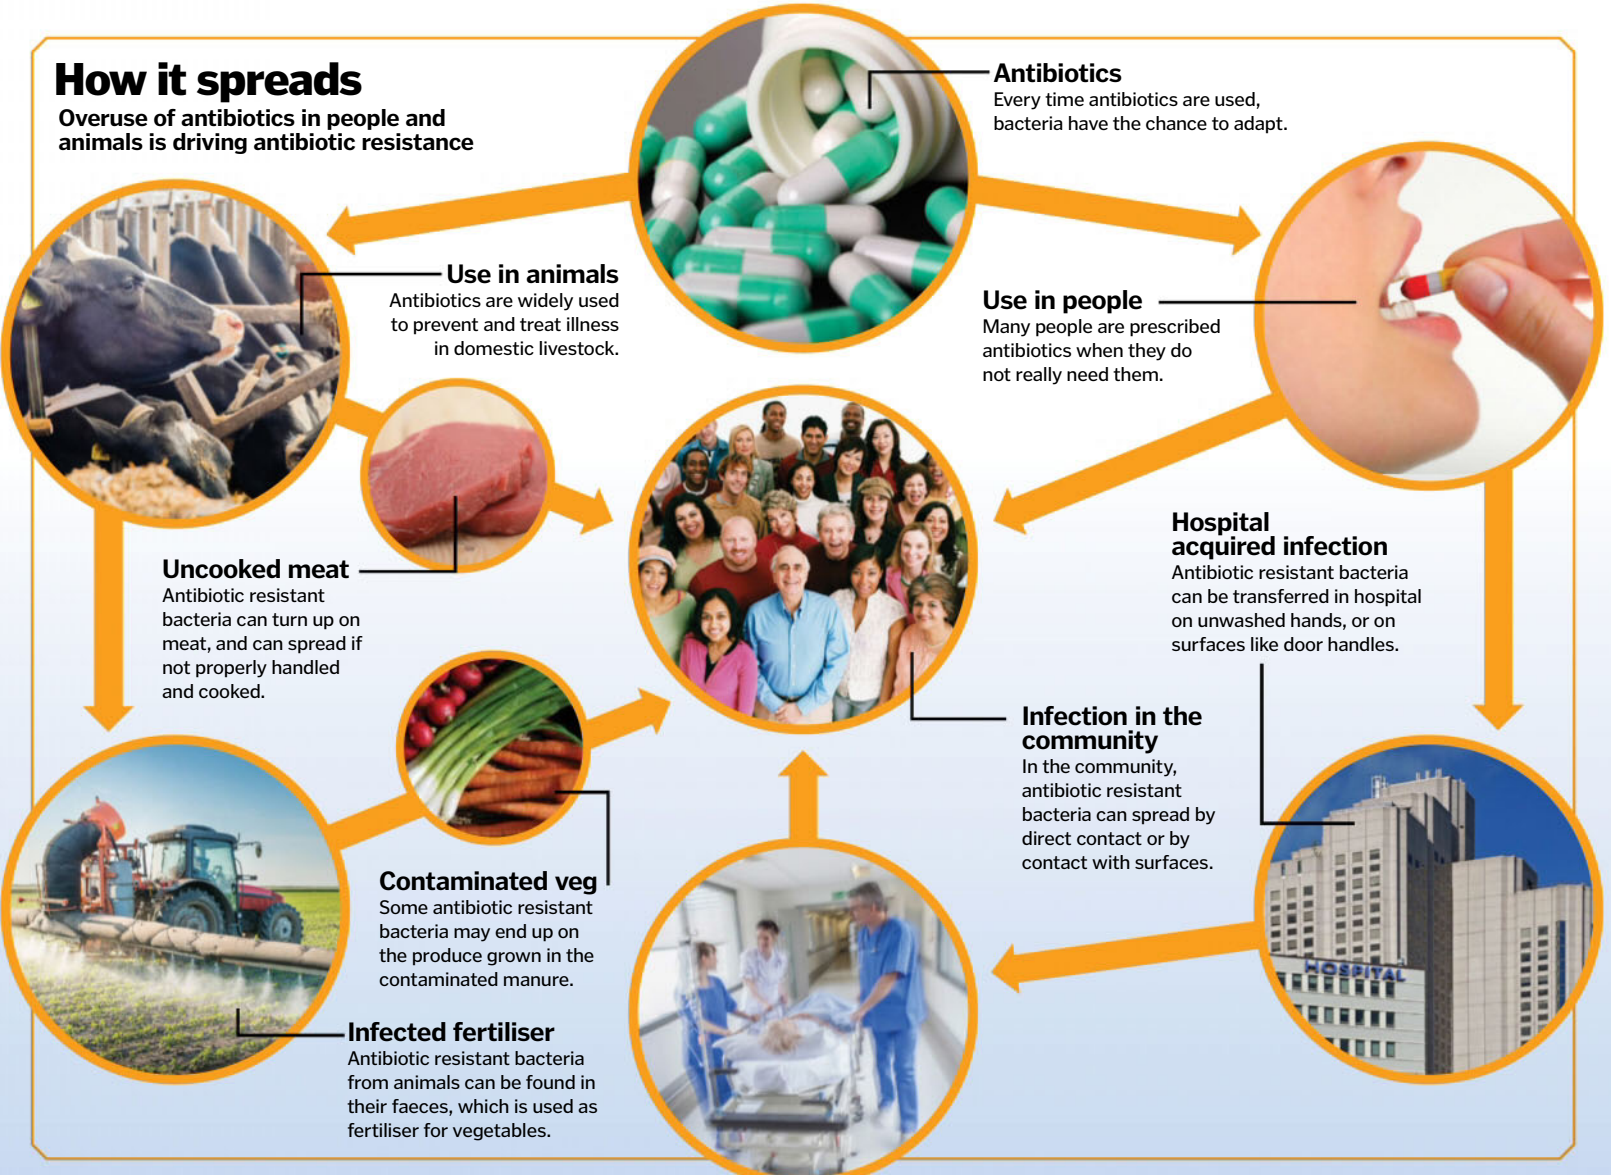 How it spreads
Overuse of antibiotics in people and
animals is driving antibiotic resistance
Antibiotics
Every time antibiotics are used,
bacteria have the chance to adapt.
Use in animals
Antibiotics are widely used
to prevent and treat illness
in domestic livestock.
Use in people
Many people are prescribed
antibiotics when they do
not really need them.
Uncooked meat
Antibiotic resistant
bacteria can turn up on
meat, and can spread if
not properly handled
and cooked.
Hospital
acquired infection
Antibiotic resistant bacteria
can be transferred in hospital
on unwashed hands, or on
surfaces like door handles.
Infection in the
community
In the community,
antibiotic resistant
bacteria can spread by
direct contact or by
contact with surfaces.
Contaminated veg
Some antibiotic resistant
bacteria may end up on
the produce grown in the
contaminated manure.
HOSPITAL
Infected fertiliser
Antibiotic resistant bacteria
from animals can be found in
their faeces, which is used as
fertiliser for vegetables.